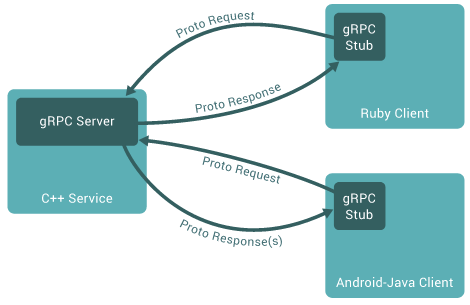 Proto Request
gRPC
Stub
Ruby Client
Proto Response
gRPC Server
C++ Service
Proto Request
gRPC
Stub
Android-Java Client
Proto Response(s)